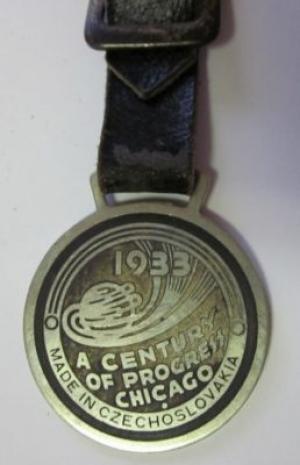 1933
A CENTURY
OF PROGRESS
CHICAGO
MADE IN CZECHOSLOVAKIA